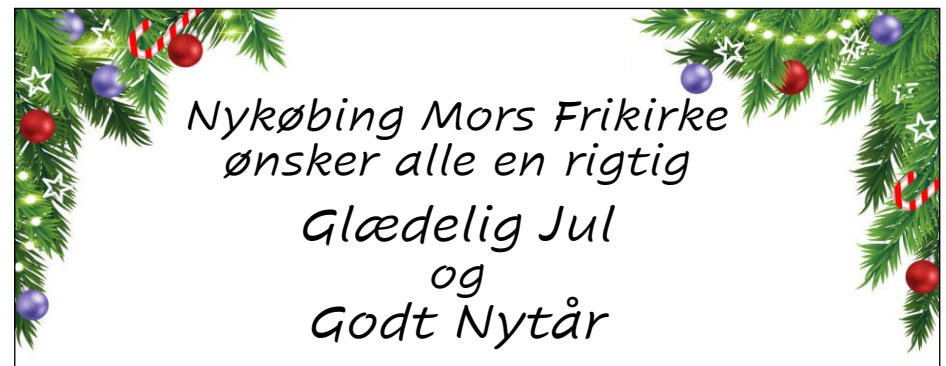 Nykøbing Mors Frikirke
ønsker alle en rigtig
Glædelig Jul
og
Godt Nytår